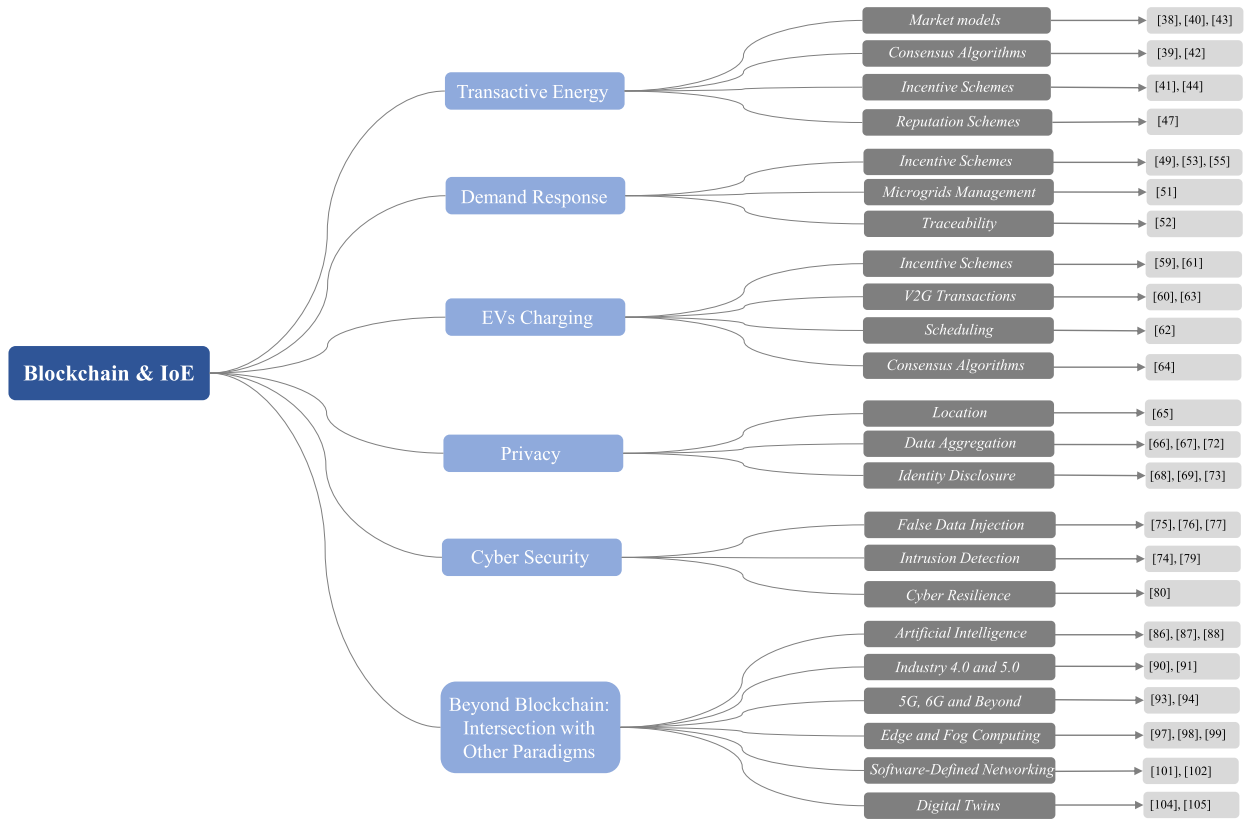 Blockchain & IoE
Transactive Energy
Market models
[38], [40], [43]
Consensus Algorithms
[39], [42]
Incentive Schemes
[41], [44]
Reputation Schemes
[47]
Demand Response
Incentive Schemes
[49], [53], [55]
Microgrids Management
[51]
Traceability
[52]
EVs Charging
Incentive Schemes
[59], [61]
V2G Transactions
[60], [63]
Scheduling
[62]
Consensus Algorithms
[64]
Privacy
Location
[65]
Data Aggregation
[66], [67], [72]
Identity Disclosure
[68], [69], [73]
Cyber Security
False Data Injection
[75], [76], [77]
Intrusion Detection
[74], [79]
Cyber Resilience
[80]
Beyond Blockchain:
Intersection with
Other Paradigms
Artificial Intelligence
[86], [87], [88]
Industry 4.0 and 5.0
[90], [91]
5G, 6G and Beyond
[93], [94]
Edge and Fog Computing
[97], [98], [99]
Software-Defined Networking
[101], [102]
Digital Twins
[104], [105]